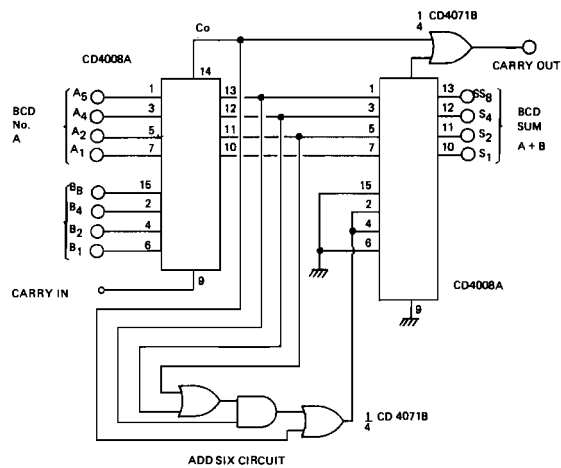 1
4
CD4071B
Co
CD4008A
14
CARRY OUT
BCD
No.
A
A5
A4
A2
A1
1
3
5
7
13
12
11
10
1
3
5
7
13
12
11
10
SS8
S4
S2
S1
BCD
SUM
A + B
B8
B4
B2
B1
15
2
4
6
15
2
4
6
CARRY IN
9
9
CD4008A
1
4
CD 4071B
ADD SIX CIRCUIT